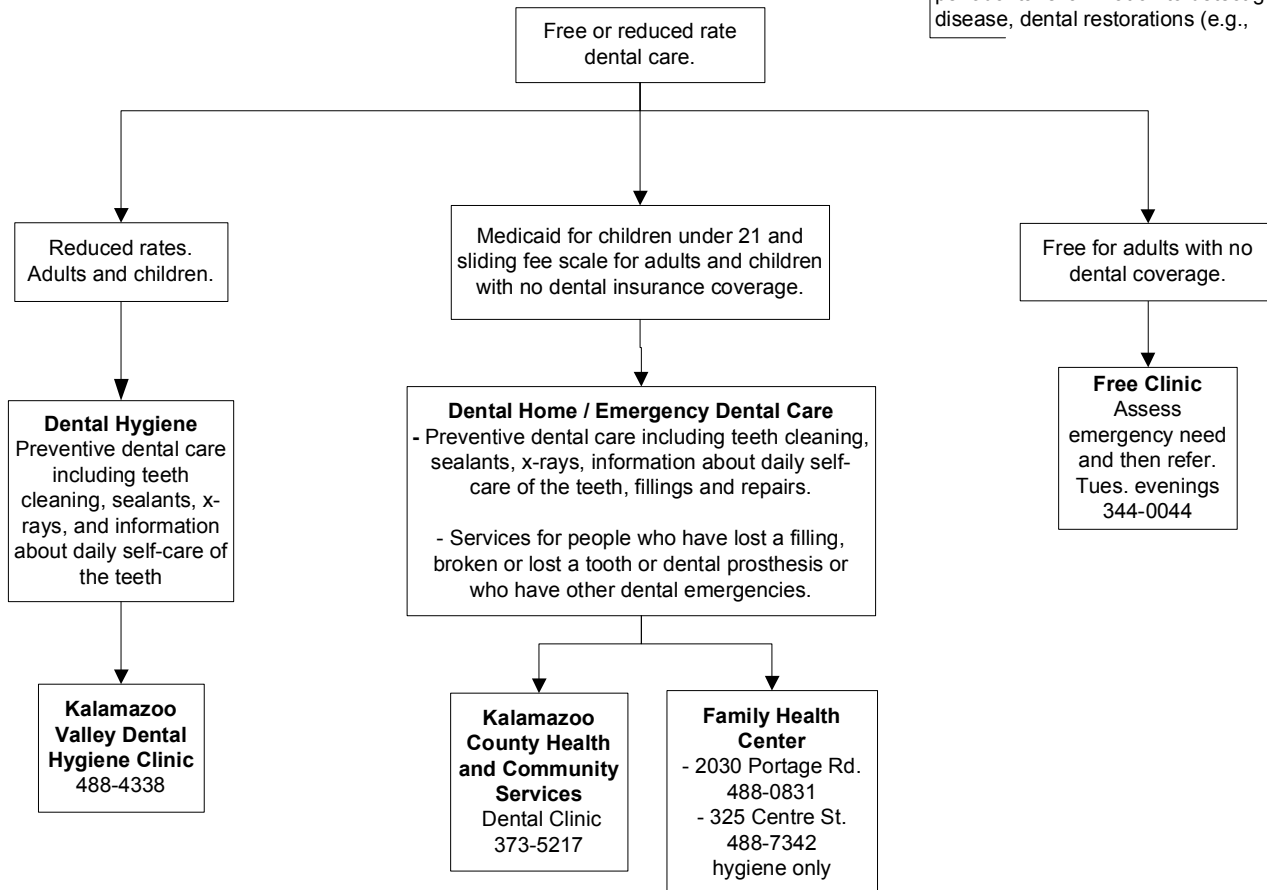 disease, dental restorations (e.g.,
Free or reduced rate
dental care.
Reduced rates.
Adults and children.
Medicaid for children under 21 and
sliding fee scale for adults and children
with no dental insurance coverage.
Free for adults with no
dental coverage.
Dental Hygiene
Preventive dental care
including teeth
cleaning, sealants, x-
rays, and information
about daily self-care of
the teeth
Dental Home / Emergency Dental Care
- Preventive dental care including teeth cleaning,
sealants, x-rays, information about daily self-
care of the teeth, fillings and repairs.
- Services for people who have lost a filling,
broken or lost a tooth or dental prosthesis or
who have other dental emergencies.
Free Clinic
Assess
emergency need
and then refer.
Tues. evenings
344-0044
Kalamazoo
Valley Dental
Hygiene Clinic
488-4338
Kalamazoo
County Health
and Community
Services
Dental Clinic
373-5217
Family Health
Center
- 2030 Portage Rd.
488-0831
- 325 Centre St.
488-7342
hygiene only